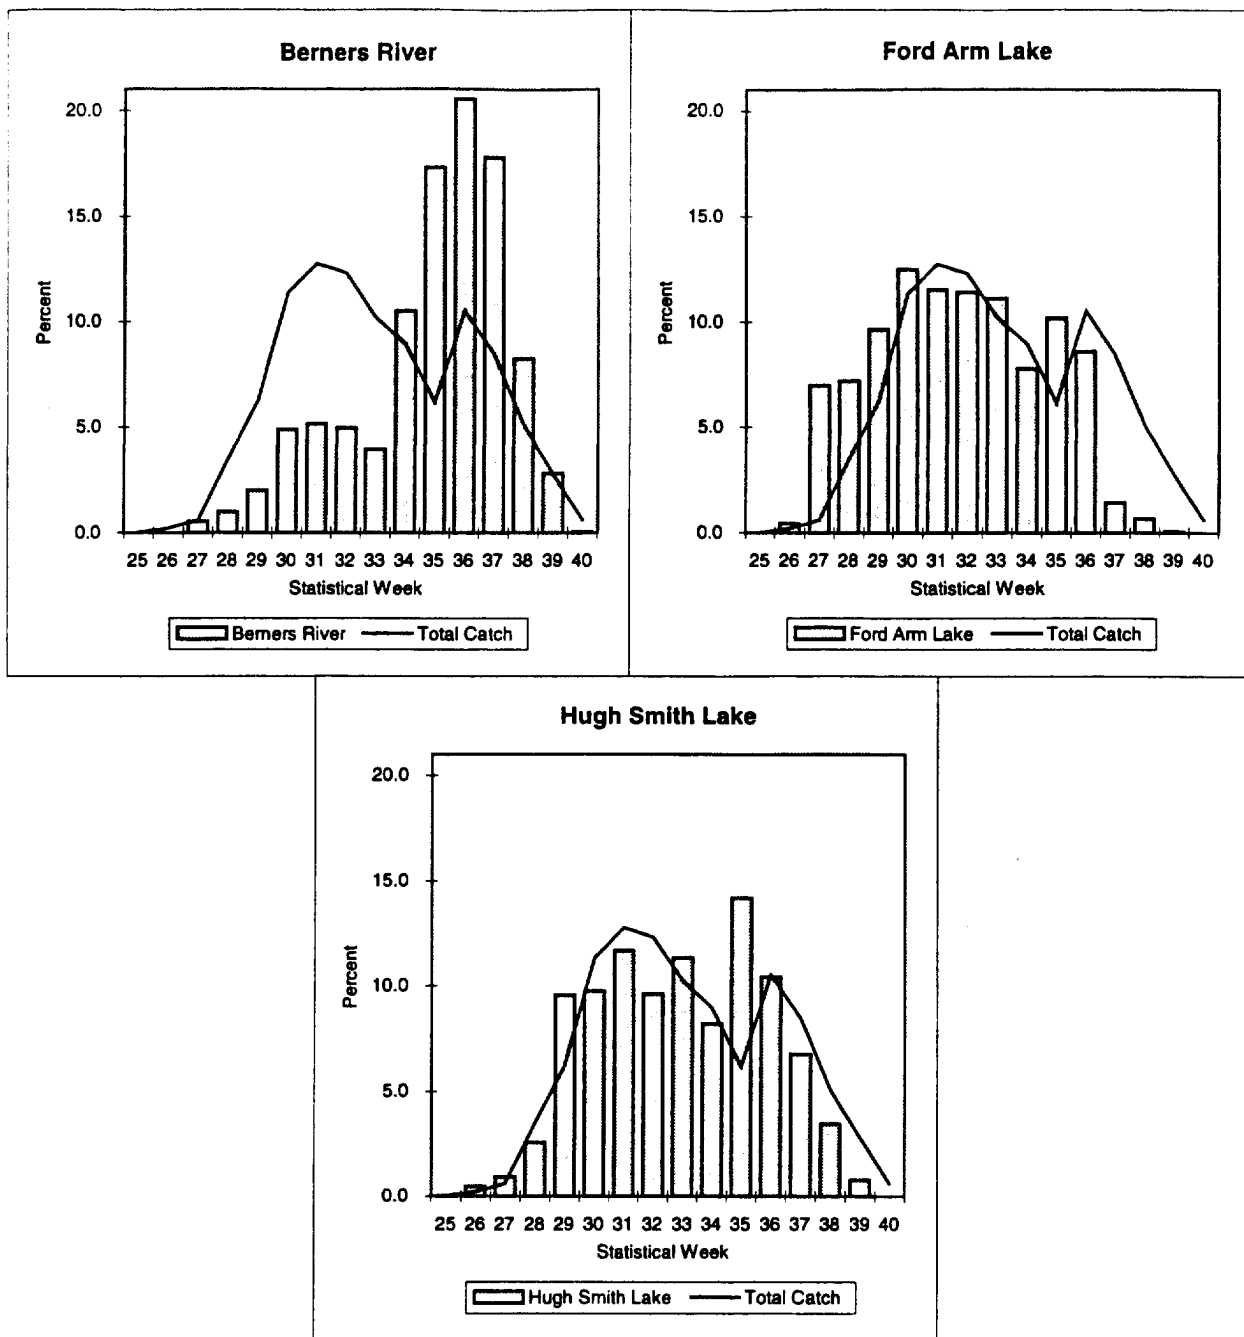 Berners River
20.0
15.0
10.0
5.0
0.0
Percent
25 26 27 28 29 30 31 32 33 34 35 36 37 38 39 40
Statistical Week
Berners River Total Catch
Ford Arm Lake
20.0
15.0
10.0
5.0
0.0
Percent
25 26 27 28 29 30 31 32 33 34 35 36 37 38 39 40
Statistical Week
Ford Arm Lake Total Catch
Hugh Smith Lake
20.0
15.0
10.0
5.0
0.0
Percent
25 26 27 28 29 30 31 32 33 34 35 36 37 38 39 40
Statistical Week
Hugh Smith Lake Total Catch